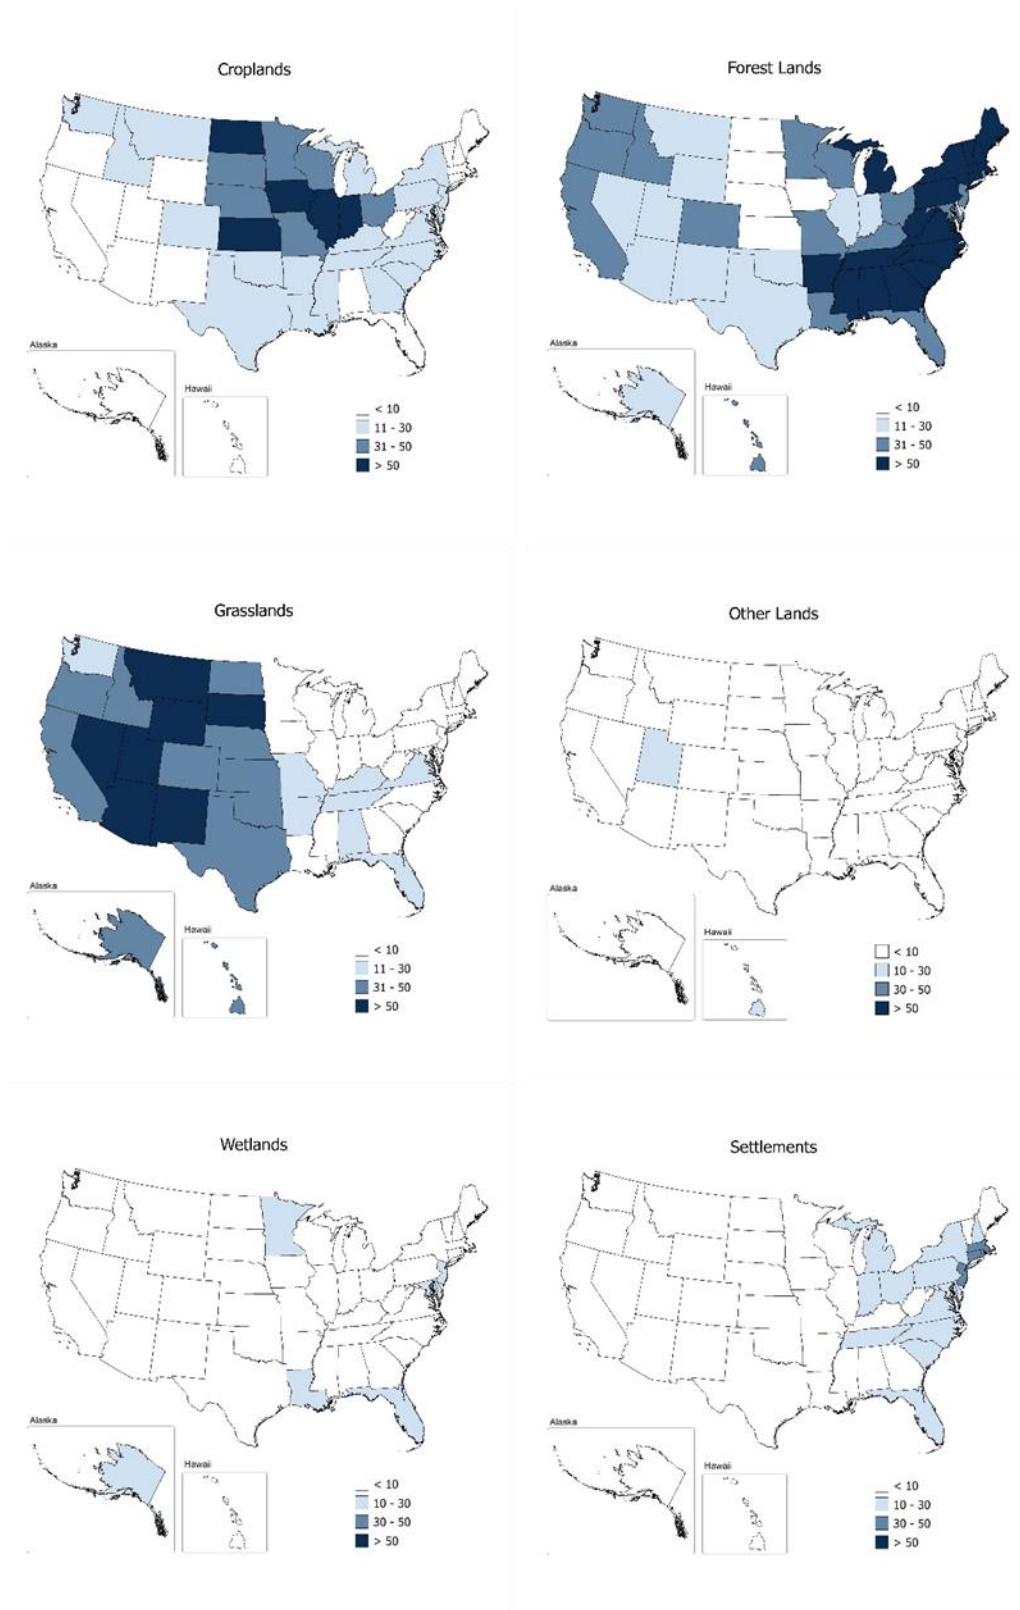 Croplands
Alaska
Hawaii
< 10
11 - 30
31 - 50
> 50
Forest Lands
Alaska
Hawaii
< 10
11 - 30
31 - 50
> 50
Grasslands
Alaska
Hawaii
< 10
11 - 30
31 - 50
> 50
Other Lands
Alaska
Hawaii
< 10
10 - 30
30 - 50
> 50
Wetlands
Alaska
Hawaii
< 10
10 - 30
30 - 50
> 50
Settlements
Alaska
Hawaii
< 10
10 - 30
30 - 50
> 50